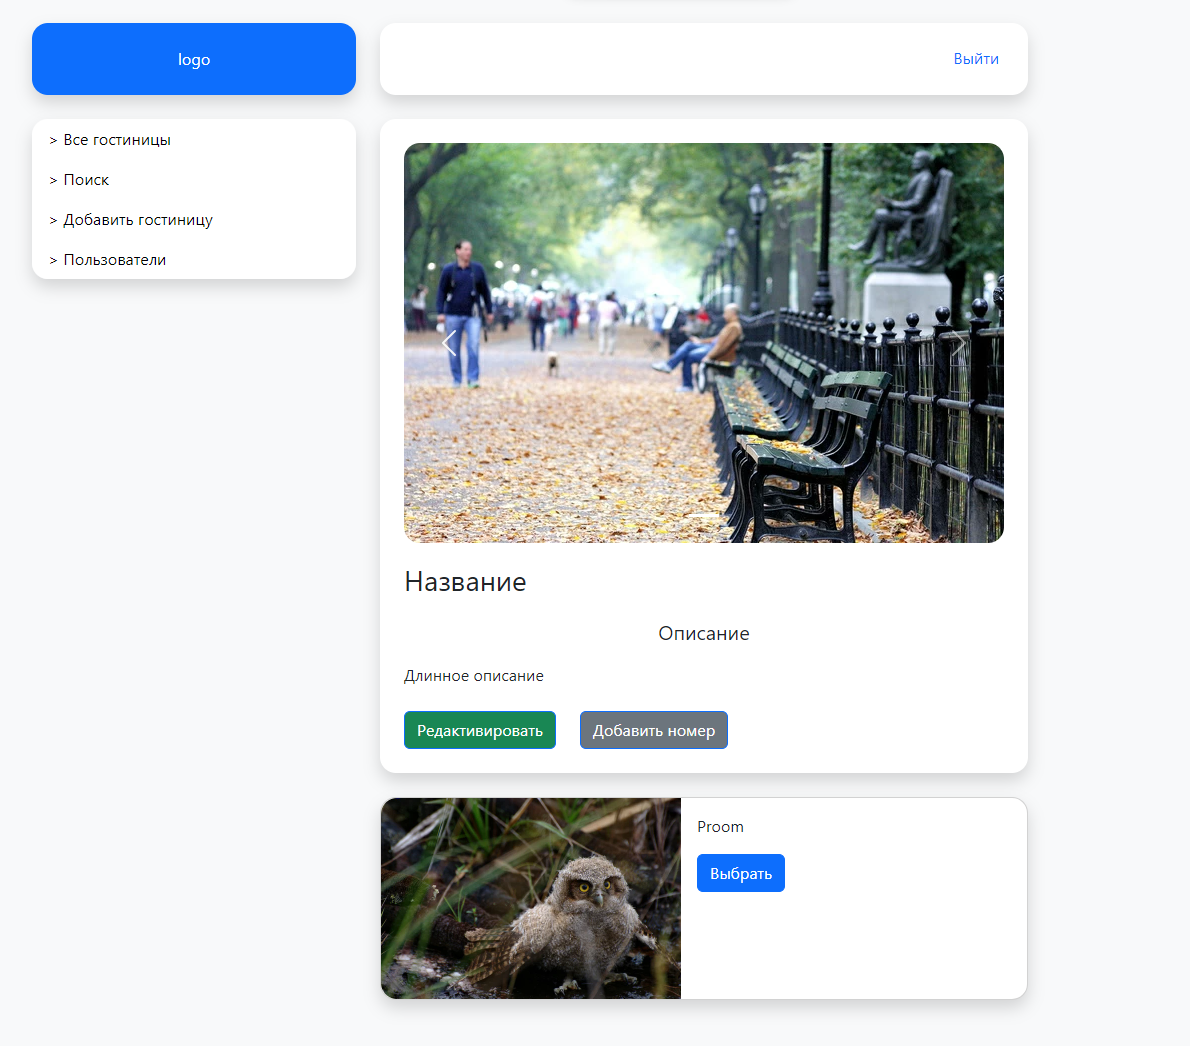 logo
Выйти
> Все гостиницы
> Поиск
> Добавить гостиницу
> Пользователи
Название
Описание
Длинное описание
Редактивировать
Добавить номер
Proom
Выбрать